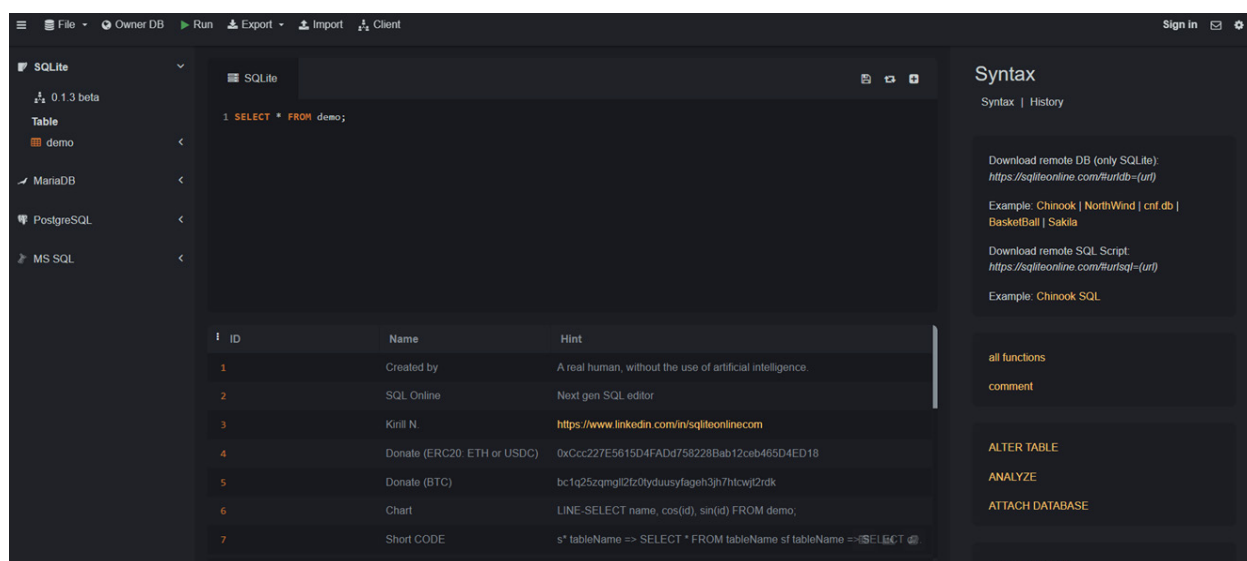 File Owner DB Run Export Import Client Sign in
SQLite
0.1.3 beta
Table
demo
MariaDB
PostgreSQL
MS SQL
SQLite
1 SELECT * FROM demo;
ID Name Hint
1 Created by A real human, without the use of artificial intelligence.
2 SQL Online Next gen SQL editor
3 Kirill N. https://www.linkedin.com/in/sqliteonlinecom
4 Donate (ERC20: ETH or USDC) 0xCcc227E5615D4FADd758228Bab12ceb465D4ED18
5 Donate (BTC) bc1q25zqmgll2fz0tyduusyfageh3jh7htcwjt2rdk
6 Chart LINE-SELECT name, cos(id), sin(id) FROM demo;
7 Short CODE s* tableName => SELECT * FROM tableName sf tableName => SELECT
Syntax
Syntax | History
Download remote DB (only SQLite):
https://sqliteonline.com/#urldb=(url)
Example: Chinook | NorthWind | cnf.db |
BasketBall | Sakila
Download remote SQL Script:
https://sqliteonline.com/#urlsql=(url)
Example: Chinook SQL
all functions
comment
ALTER TABLE
ANALYZE
ATTACH DATABASE